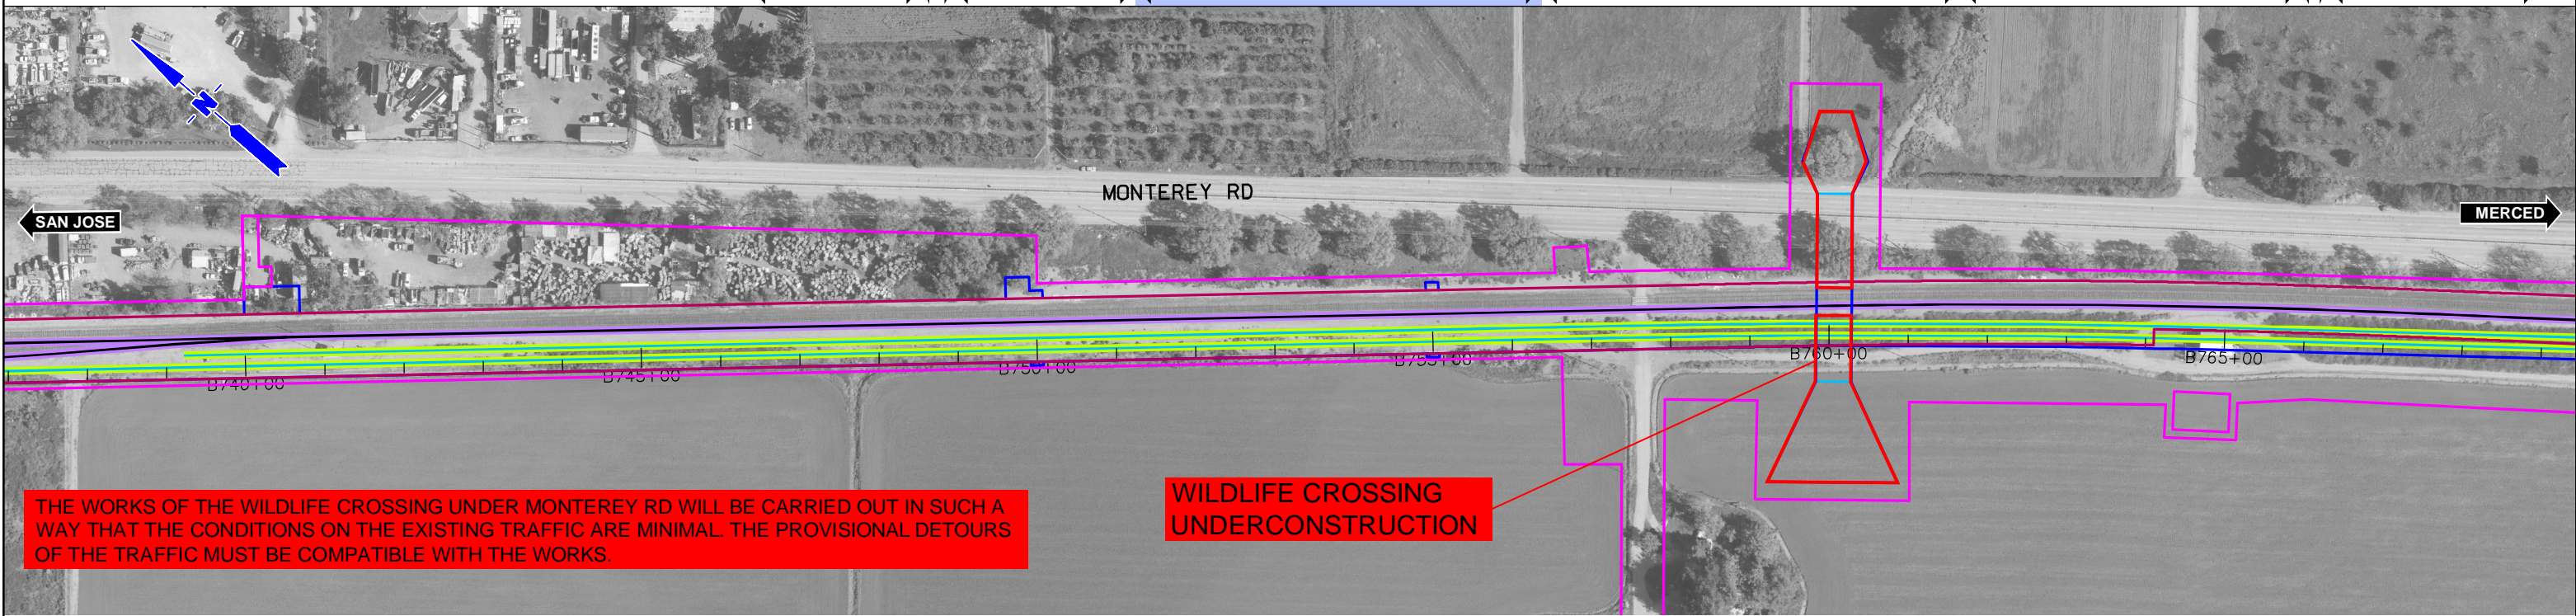 N
MONTEREY RD
SAN JOSE
MERCED
B740+00
B745+00
B750+00
B755+00
B760+00
B765+00
WILDLIFE CROSSING
UNDERCONSTRUCTION
THE WORKS OF THE WILDLIFE CROSSING UNDER MONTEREY RD WILL BE CARRIED OUT IN SUCH A
WAY THAT THE CONDITIONS ON THE EXISTING TRAFFIC ARE MINIMAL. THE PROVISIONAL DETOURS
OF THE TRAFFIC MUST BE COMPATIBLE WITH THE WORKS.